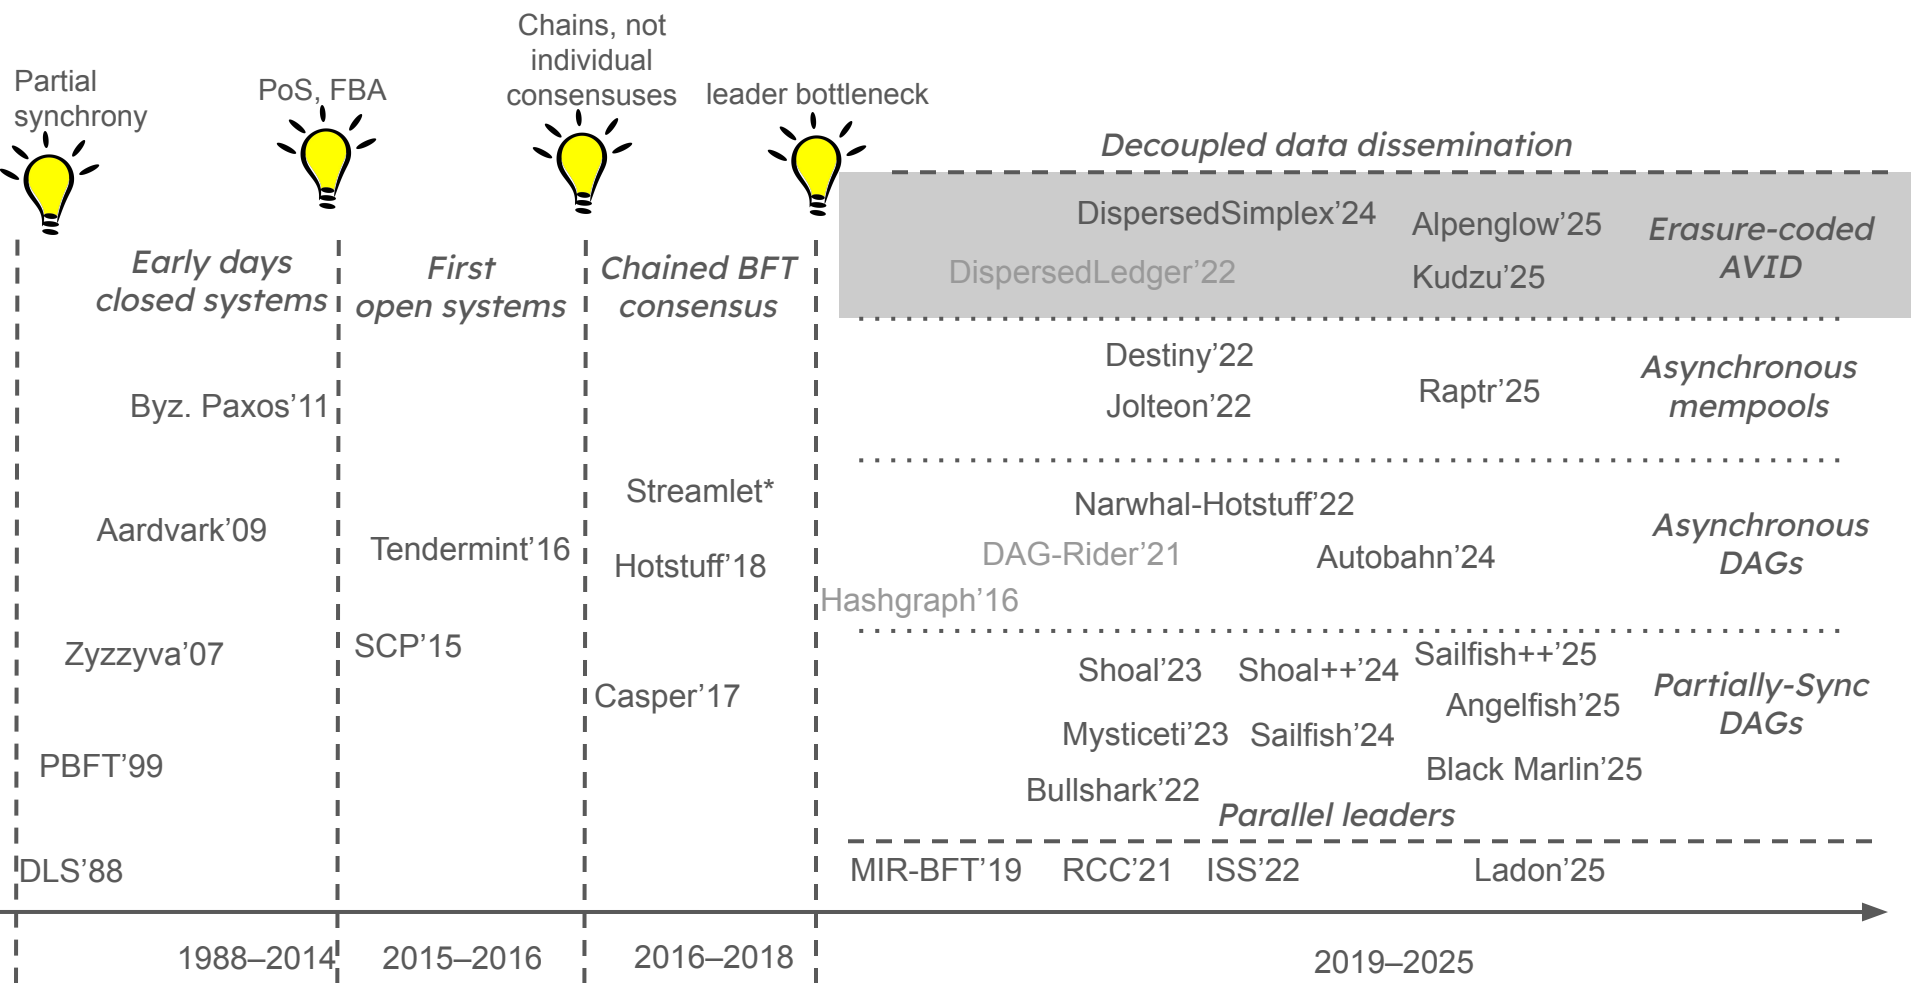 Partial
synchrony
PoS, FBA
Chains, not
individual
consensuses
leader bottleneck
Early days
closed systems
Byz. Paxos’11
Aardvark’09
Zyzzyva’07
PBFT’99
DLS’88
First
open systems
Tendermint’16
SCP’15
Chained BFT
consensus
Streamlet*
Hotstuff’18
Casper’17
Decoupled data dissemination
DispersedSimplex’24
Alpenglow’25
DispersedLedger’22
Kudzu’25
Erasure-coded
AVID
Destiny’22
Jolteon’22
Raptr’25
Asynchronous
mempools
Narwhal-Hotstuff’22
DAG-Rider’21
Autobahn’24
Hashgraph’16
Asynchronous
DAGs
Shoal’23
Shoal++’24
Sailfish++’25
Angelfish’25
Mysticeti’23
Sailfish’24
Black Marlin’25
Bullshark’22
Partially-Sync
DAGs
Parallel leaders
MIR-BFT’19
RCC’21
ISS’22
Ladon’25
1988–2014
2015–2016
2016–2018
2019–2025